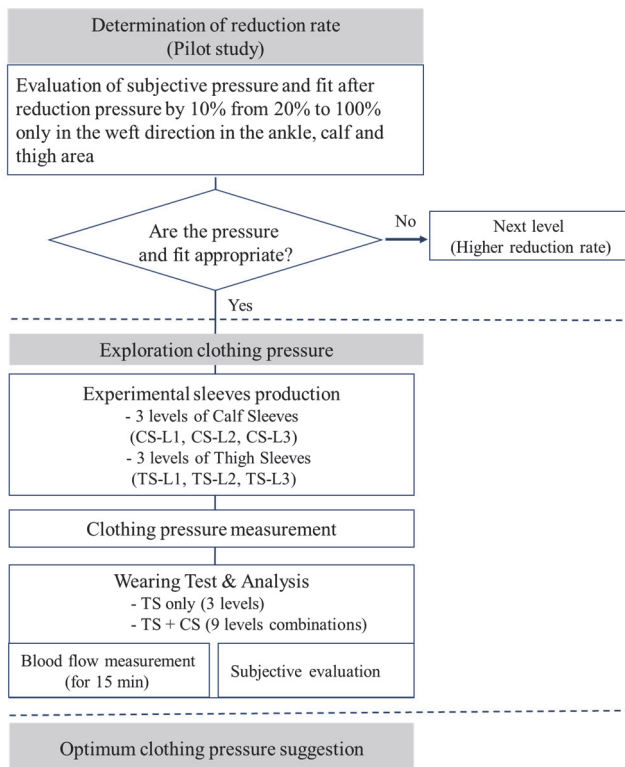 Determination of reduction rate
(Pilot study)
Evaluation of subjective pressure and fit after
reduction pressure by 10% from 20% to 100%
only in the weft direction in the ankle, calf and
thigh area
Are the pressure
and fit appropriate?
No
Next level
(Higher reduction rate)
Yes
Exploration clothing pressure
Experimental sleeves production
- 3 levels of Calf Sleeves
(CS-L1, CS-L2, CS-L3)
- 3 levels of Thigh Sleeves
(TS-L1, TS-L2, TS-L3)
Clothing pressure measurement
Wearing Test & Analysis
- TS only (3 levels)
- TS + CS (9 levels combinations)
Blood flow measurement
(for 15 min)
Subjective evaluation
Optimum clothing pressure suggestion